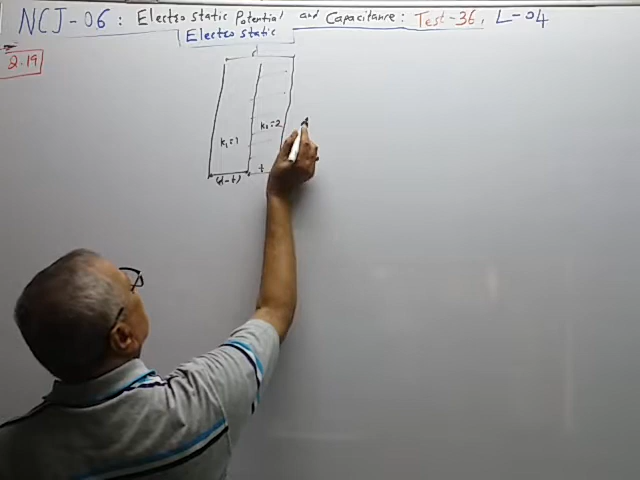 NCJ-06: Electrostatic Potential and Capacitance: Test-36, L-04
Electrostatic
2.19
d
K₁=1
K₂=2
A
(d-t)
t